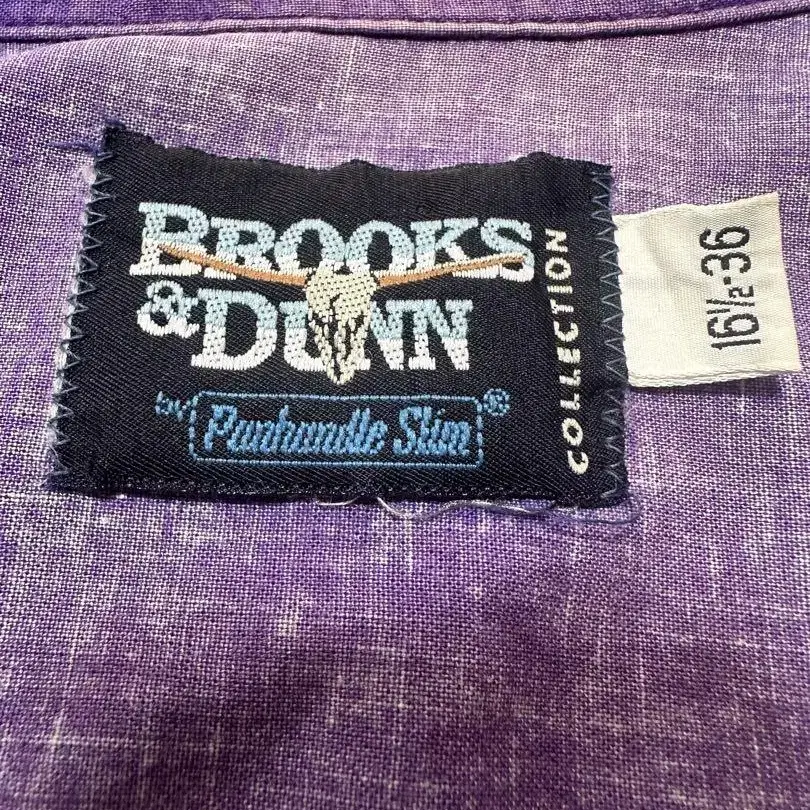 BROOKS
& DUNN
by Panhandle Slim®
COLLECTION
16½-36